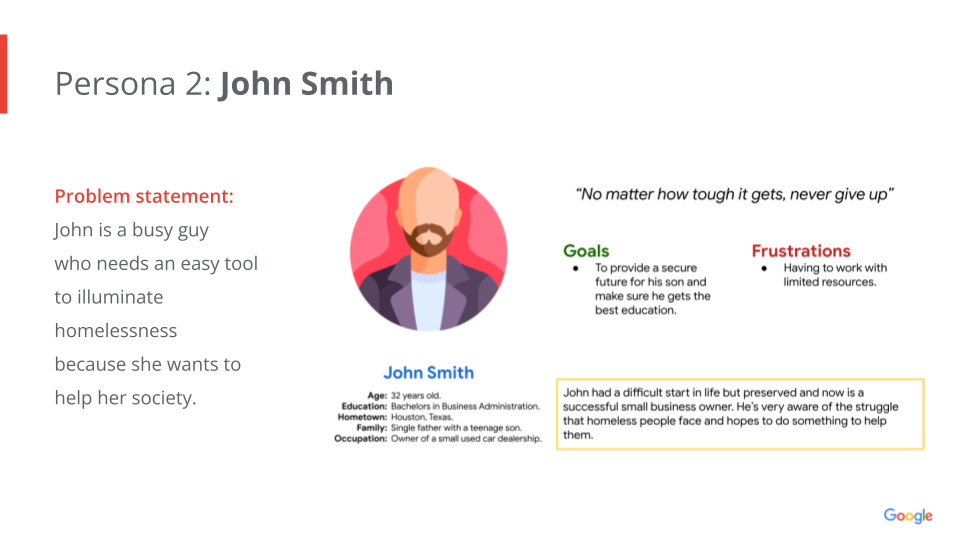 Persona 2: John Smith
Problem statement:
John is a busy guy
who needs an easy tool
to illuminate
homelessness
because she wants to
help her society.
John Smith
Age: 32 years old.
Education: Bachelors in Business Administration.
Hometown: Houston, Texas.
Family: Single father with a teenage son.
Occupation: Owner of a small used car dealership.
“No matter how tough it gets, never give up”
Goals
● To provide a secure
future for his son and
make sure he gets the
best education.
Frustrations
● Having to work with
limited resources.
John had a difficult start in life but preserved and now is a
successful small business owner. He’s very aware of the struggle
that homeless people face and hopes to do something to help
them.
Google